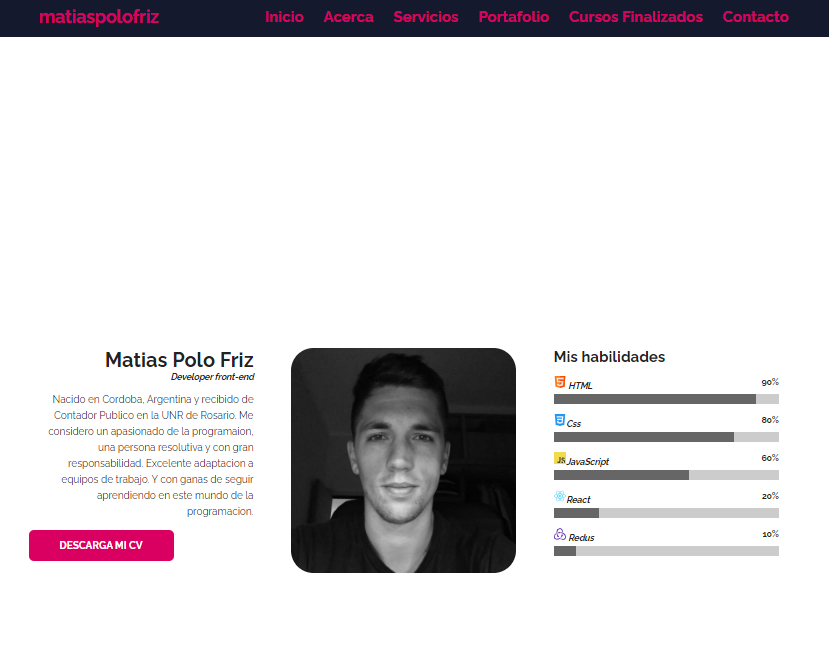 matiaspolofriz
Inicio Acerca Servicios Portafolio Cursos Finalizados Contacto
Matias Polo Friz
Developer front-end
Nacido en Cordoba, Argentina y recibido de
Contador Publico en la UNR de Rosario. Me
considero un apasionado de la programaion,
una persona resolutiva y con gran
responsabilidad. Excelente adaptacion a
equipos de trabajo. Y con ganas de seguir
aprendiendo en este mundo de la
programacion.
DESCARGA MI CV
Mis habilidades
HTML 90%
Css 80%
JS JavaScript 60%
React 20%
Redus 10%